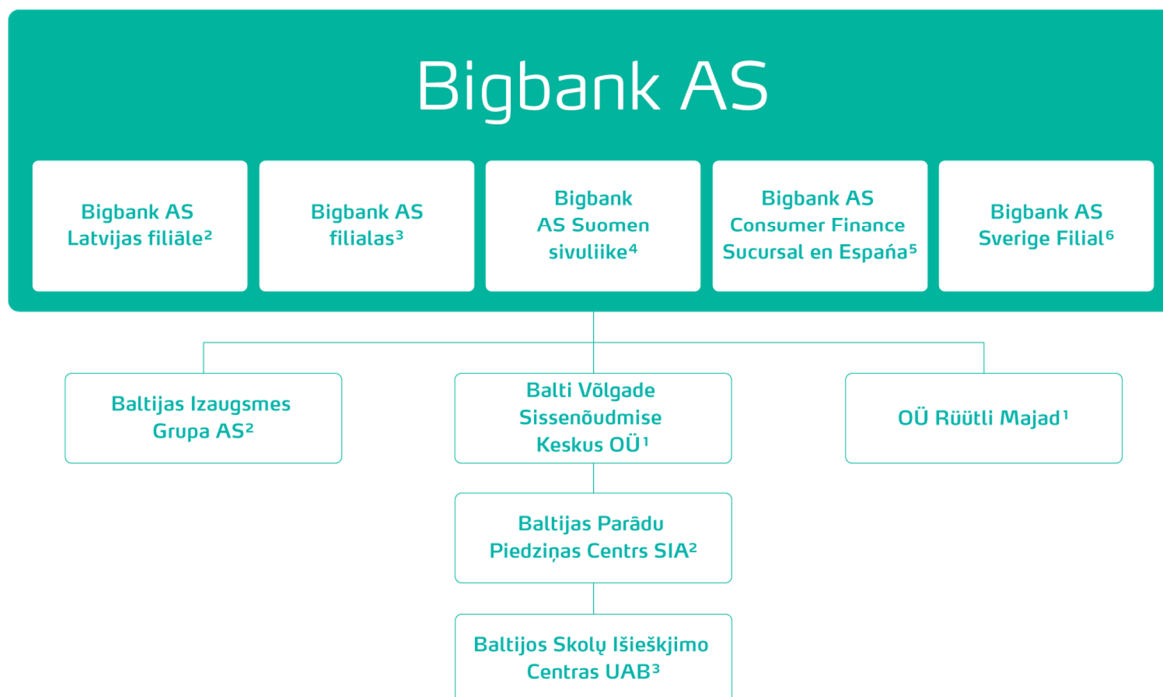 Bigbank AS
Bigbank AS
Latvijas filiāle²
Bigbank AS
filialas³
Bigbank
AS Suomen
sivuliike⁴
Bigbank AS
Consumer Finance
Sucursal en Espańa⁵
Bigbank AS
Sverige Filial⁶
Baltijas Izaugsmes
Grupa AS²
Balti Võlgade
Sissenõudmise
Keskus OÜ¹
OÜ Rüütli Majad¹
Baltijas Parādu
Piedziņas Centrs SIA²
Baltijos Skolų Išieškjimo
Centras UAB³